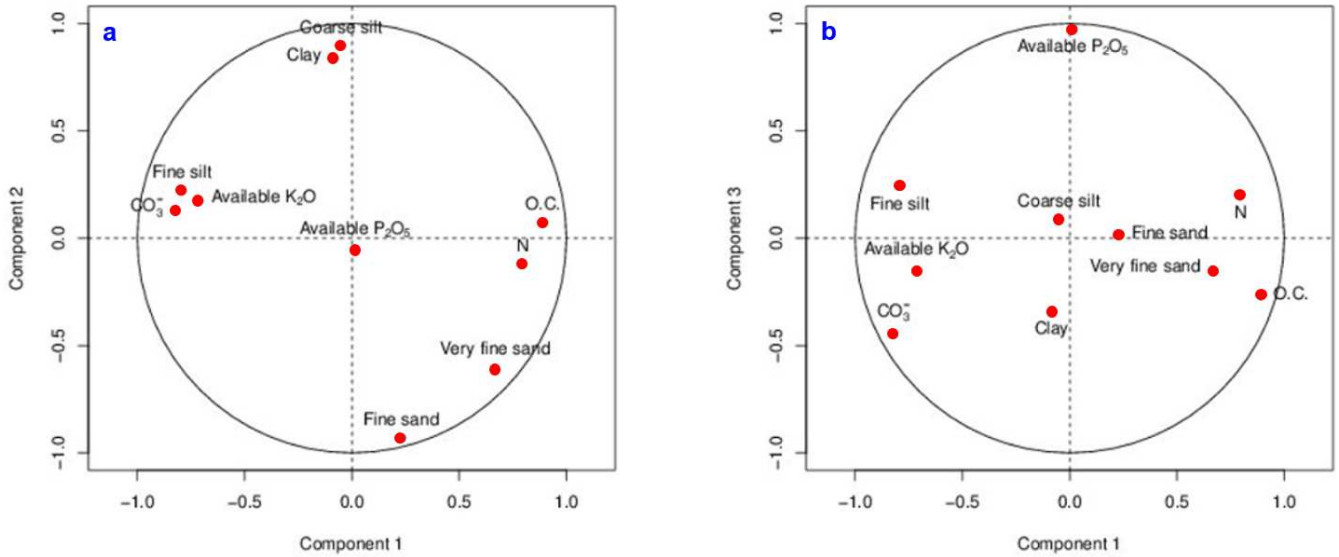 a
1.0
0.5
0.0
−0.5
−1.0
Component 2
Coarse silt
Clay
Fine silt
Available K₂O
CO₃⁻
Available P₂O₅
O.C.
N
Very fine sand
Fine sand
−1.0 −0.5 0.0 0.5 1.0
Component 1
b
1.0
0.5
0.0
−0.5
−1.0
Component 3
Available P₂O₅
Fine silt
Coarse silt
N
Fine sand
Available K₂O
Very fine sand
O.C.
CO₃⁻
Clay
−1.0 −0.5 0.0 0.5 1.0
Component 1